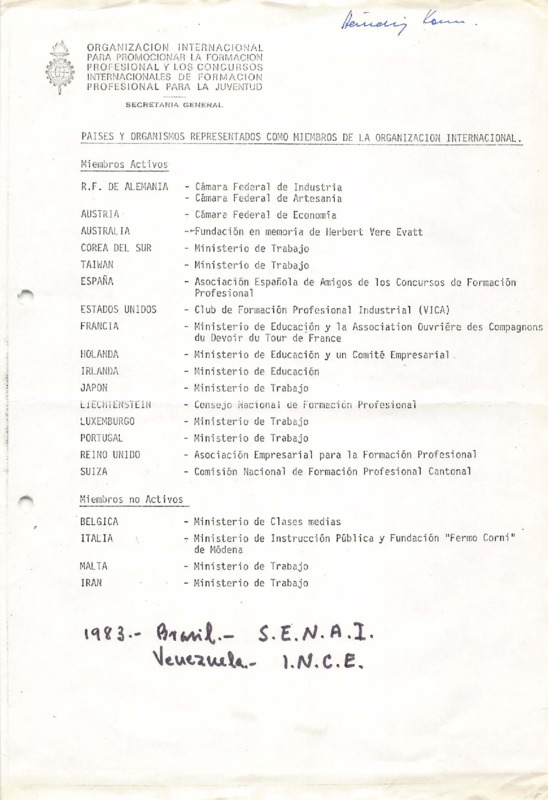 ORGANIZACION INTERNACIONAL
PARA PROMOCIONAR LA FORMACION
PROFESIONAL Y LOS CONCURSOS
INTERNACIONALES DE FORMACION
PROFESIONAL PARA LA JUVENTUD
SECRETARIA GENERAL
PAISES Y ORGANISMOS REPRESENTADOS COMO MIEMBROS DE LA ORGANIZACION INTERNACIONAL.
Miembros Activos
R.F. DE ALEMANIA - Cámara Federal de Industria
- Cámara Federal de Artesania
AUSTRIA - Cámara Federal de Economia
AUSTRALIA - Fundación en memoria de Herbert Vere Evatt
COREA DEL SUR - Ministerio de Trabajo
TAIWAN - Ministerio de Trabajo
ESPAÑA - Asociación Española de Amigos de los Concursos de Formación
Profesional
ESTADOS UNIDOS - Club de Formación Profesional Industrial (VICA)
FRANCIA - Ministerio de Educación y la Association Ouvriére des Compagnons
du Devoir du Tour de France
HOLANDA - Ministerio de Educación y un Comité Empresarial
IRLANDA - Ministerio de Educación
JAPON - Ministerio de Trabajo
LIECHTENSTEIN - Consejo Nacional de Formación Profesional
LUXEMBURGO - Ministerio de Trabajo
PORTUGAL - Ministerio de Trabajo
REINO UNIDO - Asociación Empresarial para la Formación Profesional
SUIZA - Comisión Nacional de Formación Profesional Cantonal
Miembros no Activos
BELGICA - Ministerio de Clases medias
ITALIA - Ministerio de Instrucción Pública y Fundación "Fermo Corni"
de Módena
MALTA - Ministerio de Trabajo
IRAN - Ministerio de Trabajo
1983.- Brasil.- S.E.N.A.I.
Venezuela.- I.N.C.E.